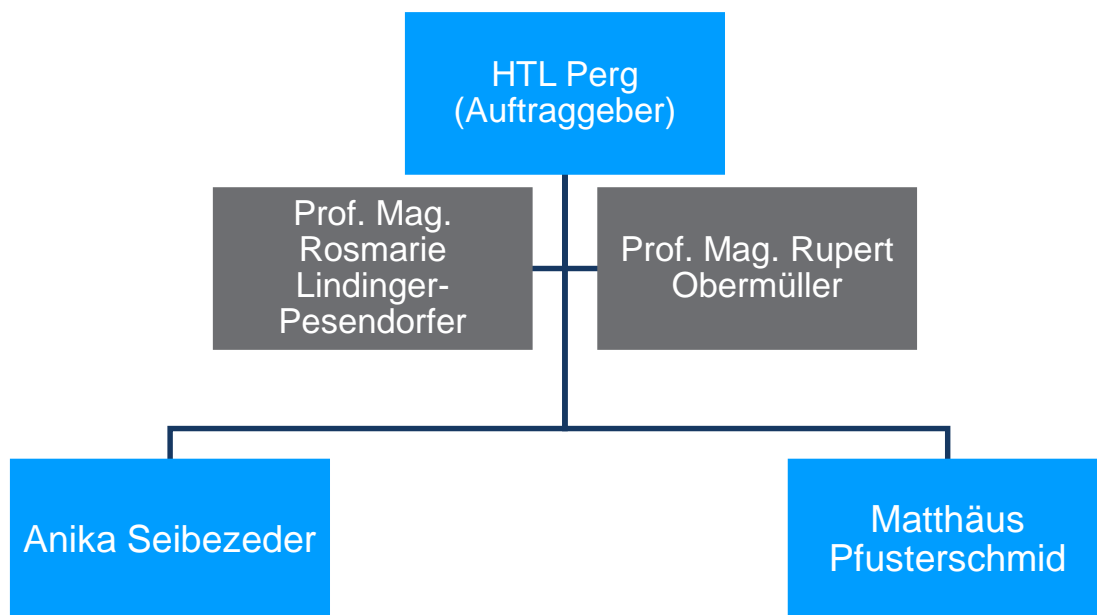 HTL Perg
(Auftraggeber)
Prof. Mag.
Rosmarie
Lindinger-
Pesendorfer
Prof. Mag. Rupert
Obermüller
Anika Seibezeder
Matthäus
Pfusterschmid